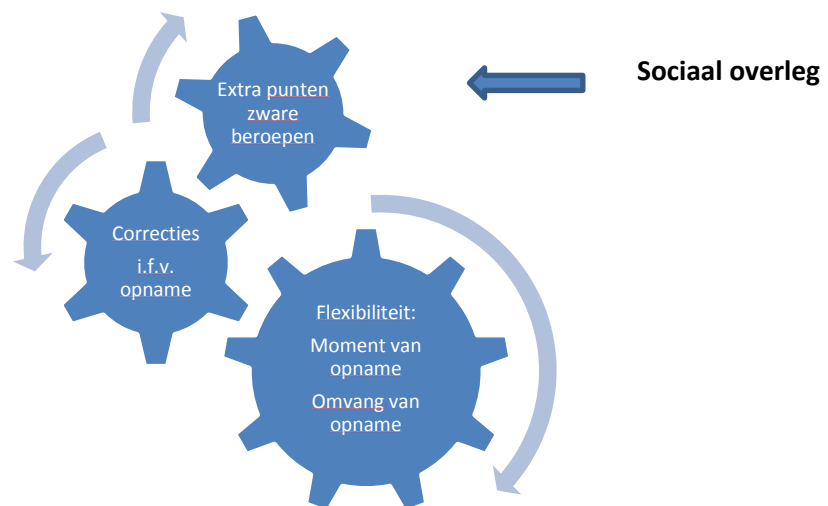 Extra punten
zware
beroepen
Sociaal overleg
Correcties
i.f.v.
opname
Flexibiliteit:
Moment van
opname
Omvang van
opname